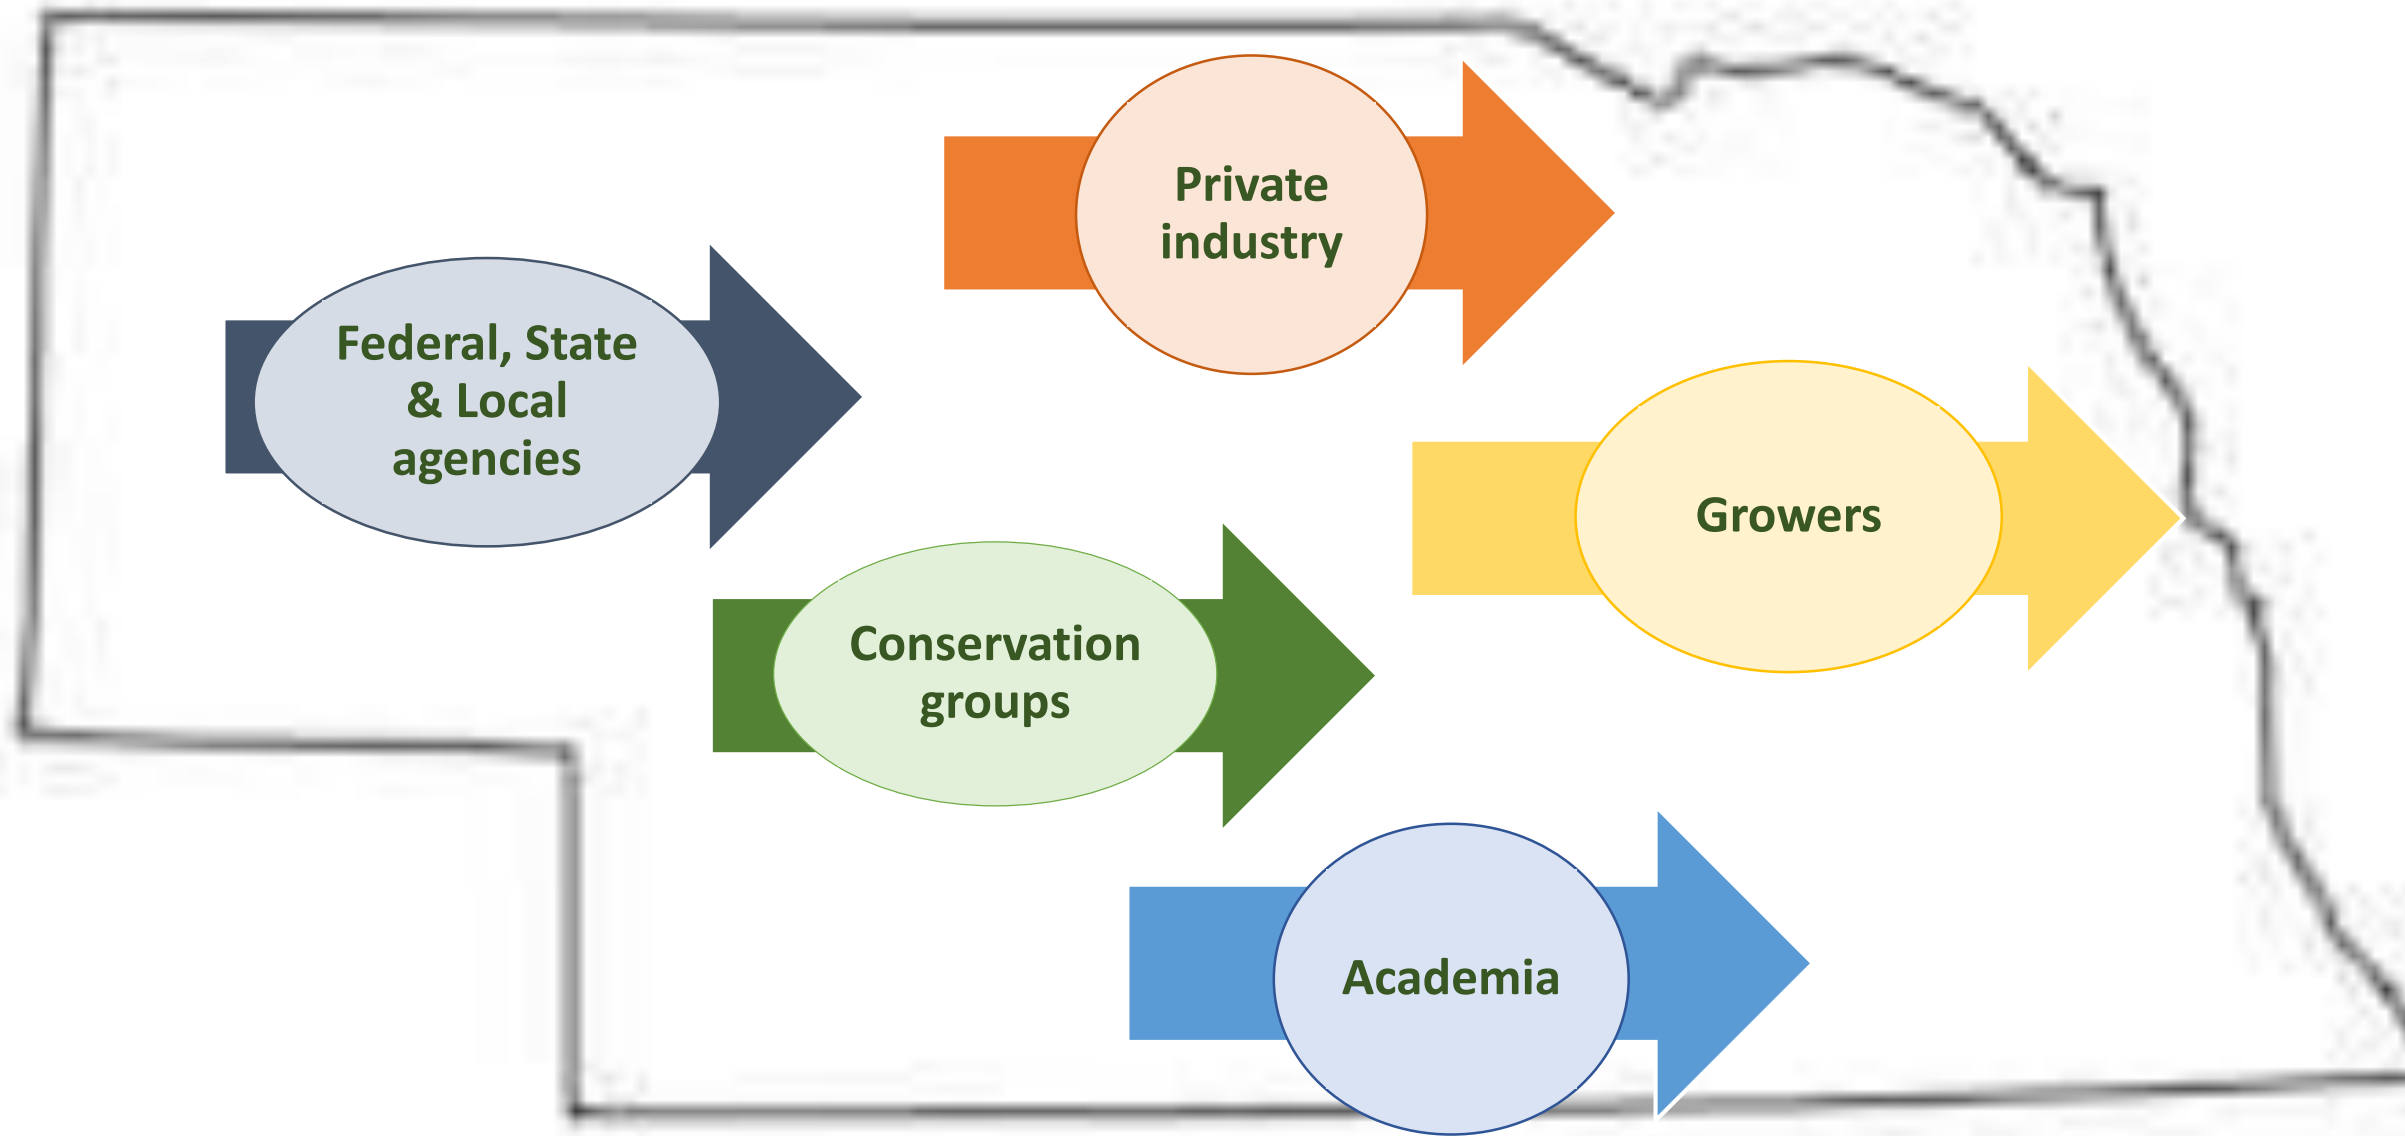 Private
industry
Federal, State
& Local
agencies
Growers
Conservation
groups
Academia